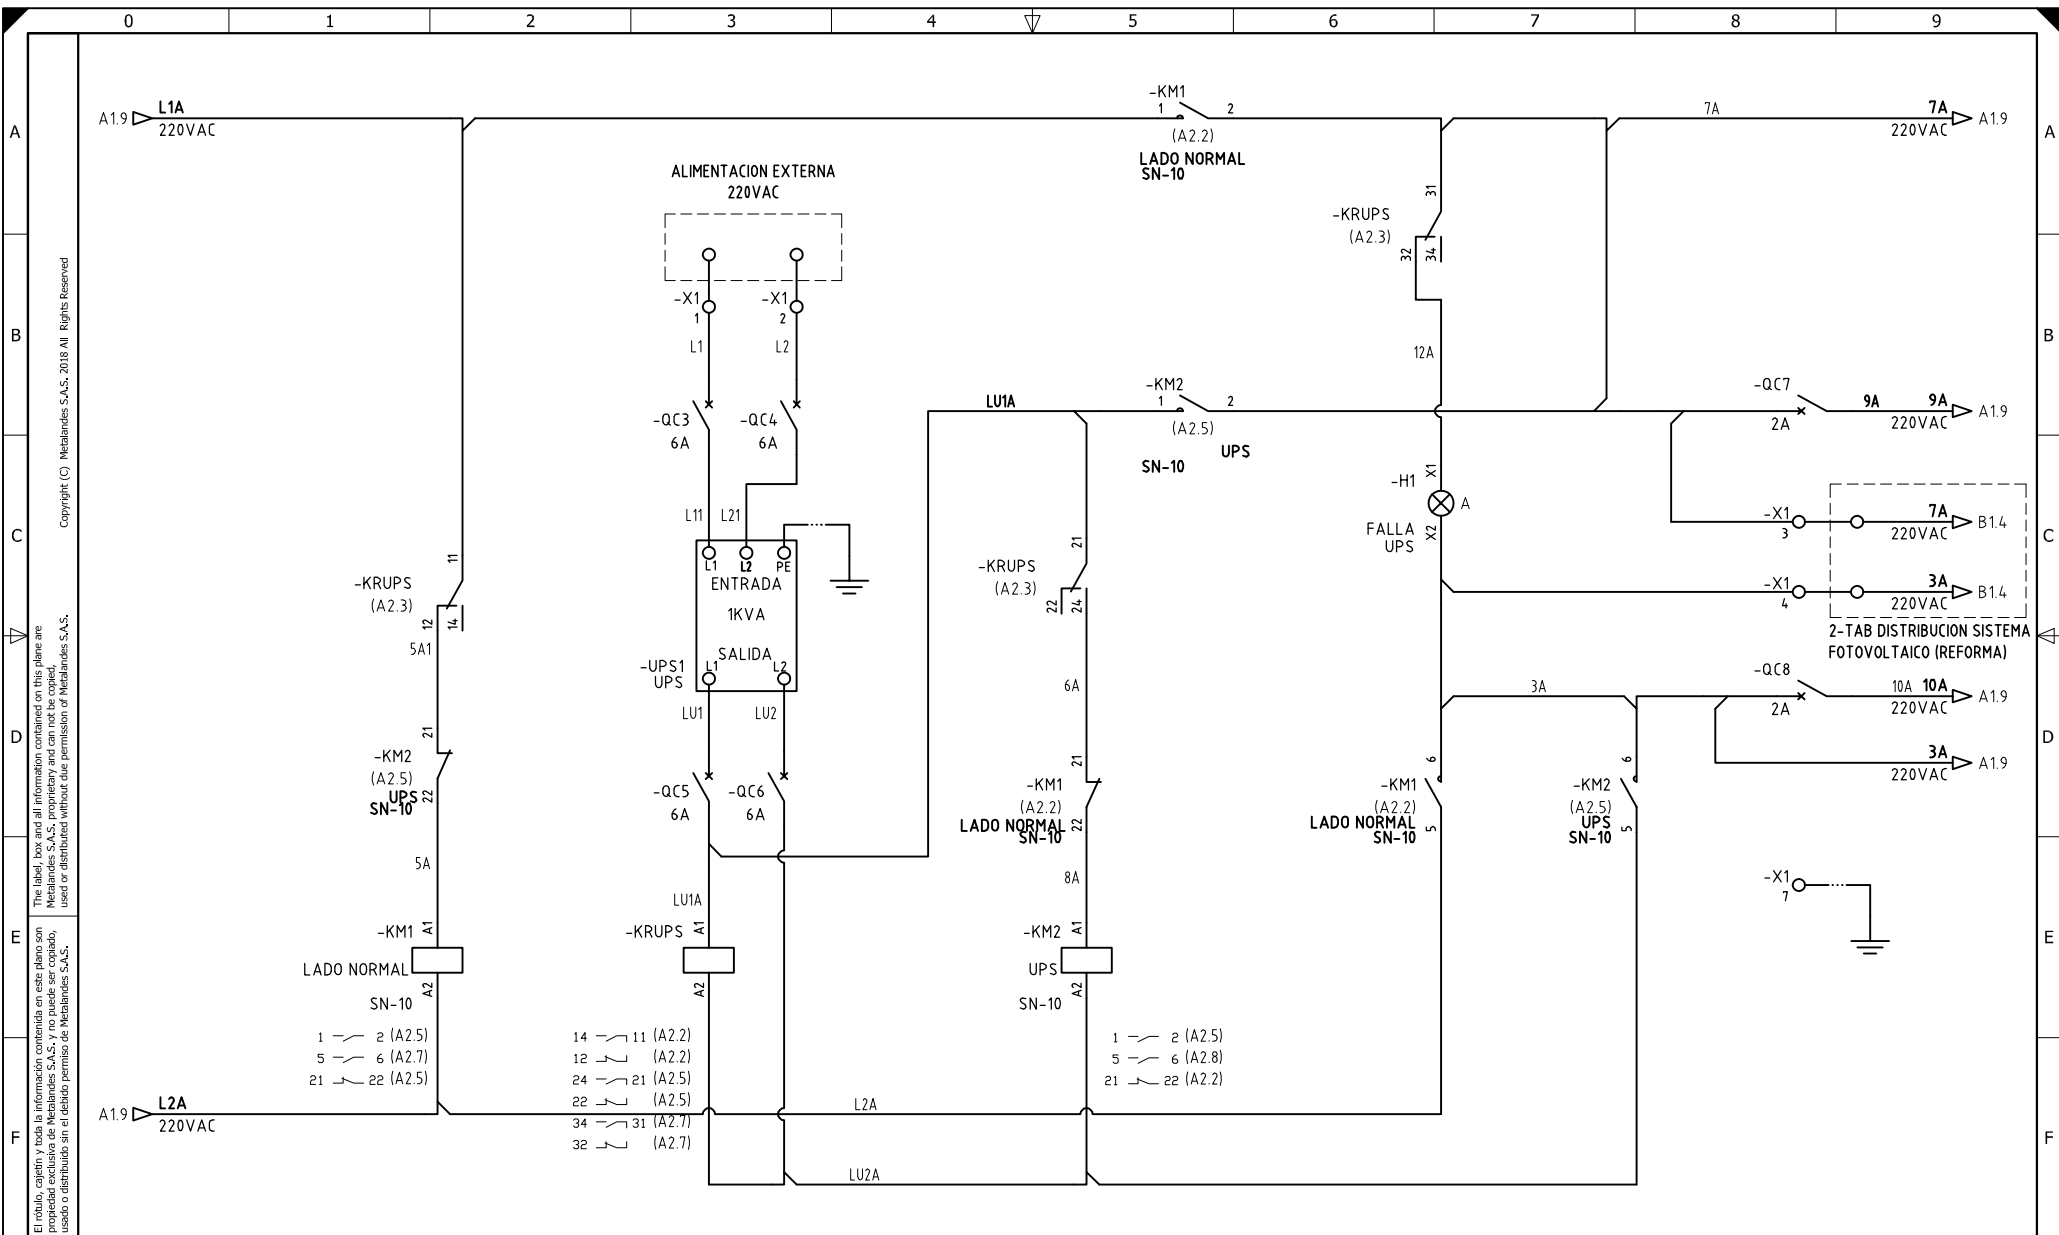 0 1 2 3 4 5 6 7 8 9
A
B
C
D
E
F
A
B
C
D
E
F
Copyright (C) Metalandes S.A.S. 2018 All Rights Reserved
The label, box and all information contained on this plane are
Metalandes S.A.S. proprietary and can not be copied,
used or distributed without due permission of Metalandes S.A.S.
El rótulo, cajetín y toda la información contenida en este plano son
propiedad exclusiva de Metalandes S.A.S. y no puede ser copiado,
usado o distribuido sin el debido permiso de Metalandes S.A.S.
A1.9
L1A
220VAC
-KM1
1 2
(A2.2)
LADO NORMAL
SN-10
7A
7A
220VAC
A1.9
ALIMENTACION EXTERNA
220VAC
-X1
1
-X1
2
L1
L2
-QC3
6A
-QC4
6A
L11
L21
L1 L2 PE
ENTRADA
1KVA
SALIDA
L1 L2
-UPS1
UPS
LU1
LU2
-QC5
6A
-QC6
6A
LU1A
-KRUPS
A1
A2
14 11 (A2.2)
12 (A2.2)
24 21 (A2.5)
22 (A2.5)
34 31 (A2.7)
32 (A2.7)
11
-KRUPS
(A2.3)
12
14
5A1
21
-KM2
(A2.5)
UPS
SN-10
22
5A
-KM1
A1
LADO NORMAL
A2
SN-10
1 2 (A2.5)
5 6 (A2.7)
21 22 (A2.5)
A1.9
L2A
220VAC
L2A
LU2A
LU1A
-KM2
1 2
(A2.5)
UPS
SN-10
21
-KRUPS
(A2.3)
22
24
6A
21
-KM1
(A2.2)
LADO NORMAL
SN-10
22
8A
-KM2
A1
UPS
A2
SN-10
1 2 (A2.5)
5 6 (A2.8)
21 22 (A2.2)
31
-KRUPS
(A2.3)
32
34
12A
-H1
X1
A
FALLA
UPS
X2
3A
6
-KM1
(A2.2)
LADO NORMAL
SN-10
5
6
-KM2
(A2.5)
UPS
SN-10
5
-QC7
2A
9A
9A
220VAC
A1.9
-X1
3
7A
220VAC
B1.4
-X1
4
3A
220VAC
B1.4
2-TAB DISTRIBUCION SISTEMA
FOTOVOLTAICO (REFORMA)
-QC8
2A
10A
10A
220VAC
A1.9
3A
220VAC
A1.9
-X1
7